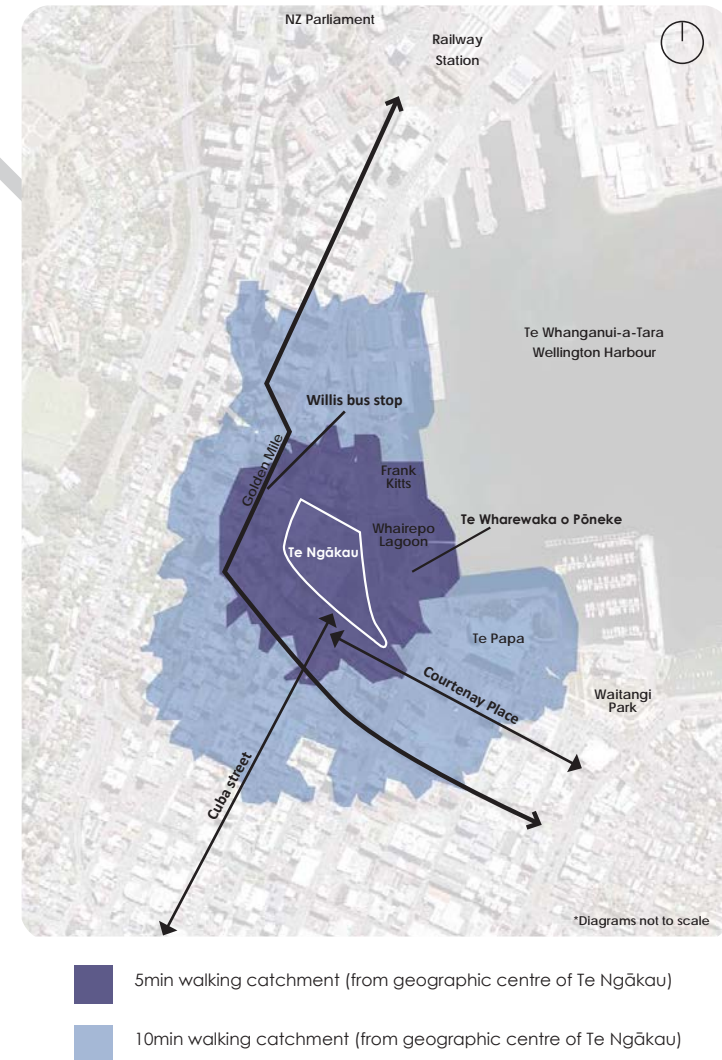 NZ Parliament
Railway
Station
Te Whanganui-a-Tara
Wellington Harbour
Willis bus stop
Golden Mile
Frank
Kitts
Whairepo
Lagoon
Te Wharewaka o Pōneke
Te Ngākau
Te Papa
Courtenay Place
Waitangi
Park
Cuba street
*Diagrams not to scale
5min walking catchment (from geographic centre of Te Ngākau)
10min walking catchment (from geographic centre of Te Ngākau)